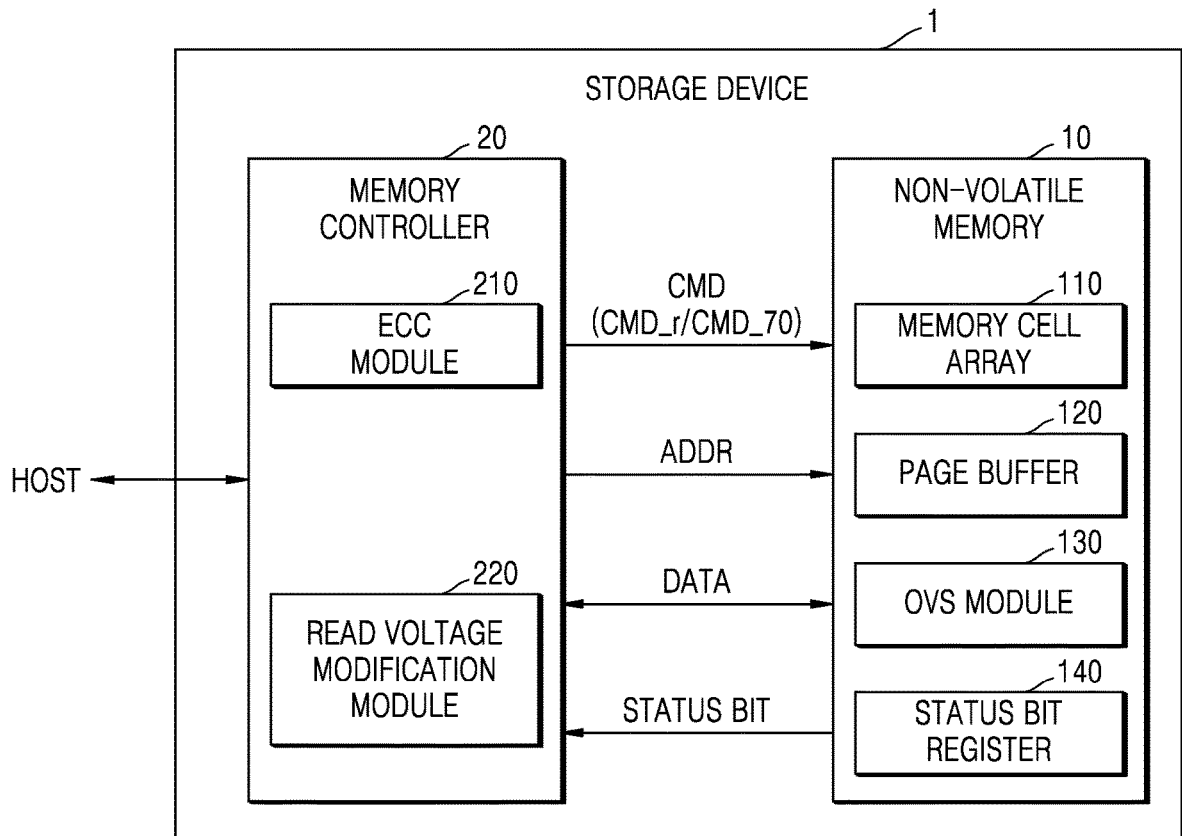 1
STORAGE DEVICE
20
MEMORY
CONTROLLER
210
ECC
MODULE
220
READ VOLTAGE
MODIFICATION
MODULE
HOST
CMD
(CMD_r/CMD_70)
ADDR
DATA
STATUS BIT
10
NON-VOLATILE
MEMORY
110
MEMORY CELL
ARRAY
120
PAGE BUFFER
130
OVS MODULE
140
STATUS BIT
REGISTER